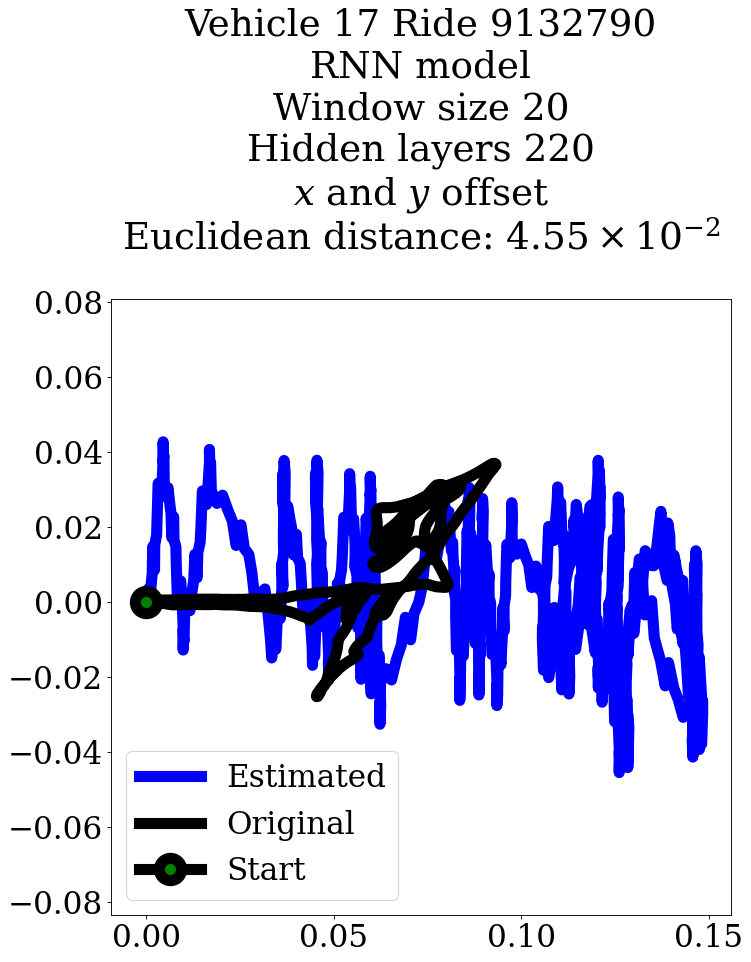 Vehicle 17 Ride 9132790
RNN model
Window size 20
Hidden layers 220
x and y offset
Euclidean distance: 4.55 × 10⁻²
0.08
0.06
0.04
0.02
0.00
−0.02
−0.04
−0.06
−0.08
Estimated
Original
Start
0.00 0.05 0.10 0.15